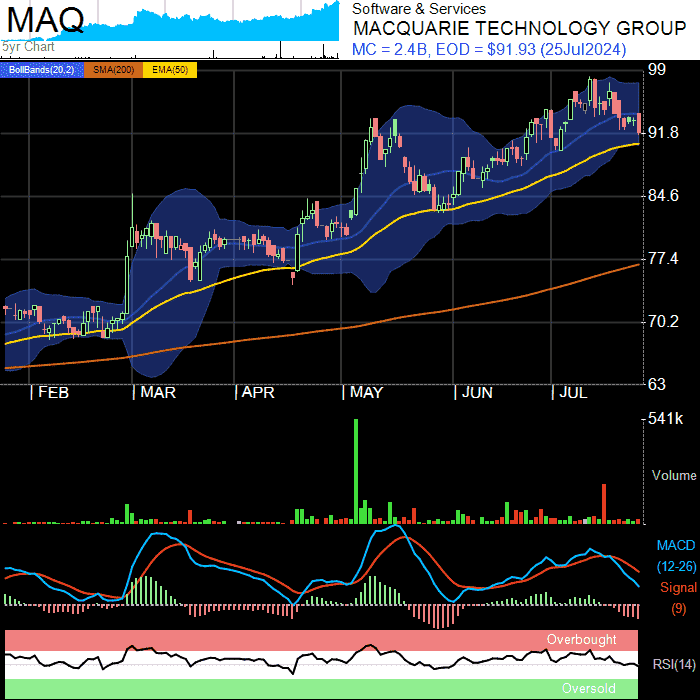 MAQ
5yr Chart
Software & Services
MACQUARIE TECHNOLOGY GROUP
MC = 2.4B, EOD = $91.93 (25Jul2024)
BollBands(20,2) SMA(200) EMA(50)
99
91.8
84.6
77.4
70.2
63
FEB MAR APR MAY JUN JUL
541k
Volume
MACD
(12-26)
Signal
(9)
Overbought
RSI(14)
Oversold